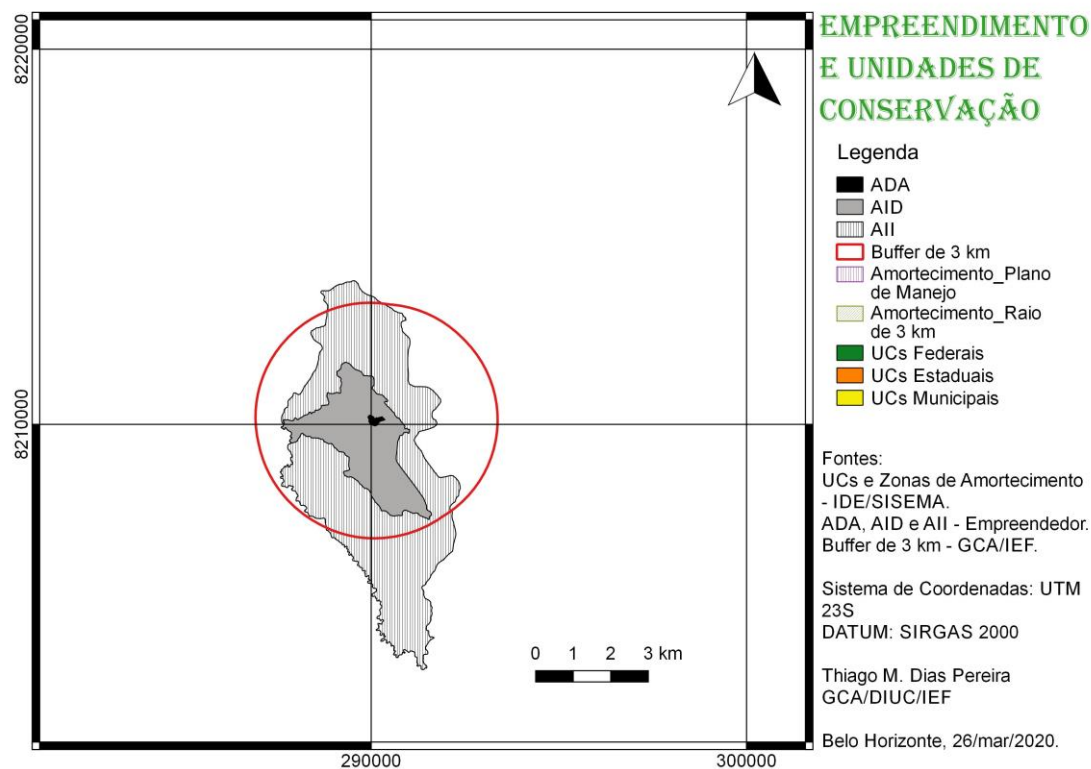 EMPREENDIMENTO
E UNIDADES DE
CONSERVAÇÃO
Legenda
ADA
AID
AII
Buffer de 3 km
Amortecimento_Plano
de Manejo
Amortecimento_Raio
de 3 km
UCs Federais
UCs Estaduais
UCs Municipais
Fontes:
UCs e Zonas de Amortecimento
- IDE/SISEMA.
ADA, AID e AII - Empreendedor.
Buffer de 3 km - GCA/IEF.
Sistema de Coordenadas: UTM
23S
DATUM: SIRGAS 2000
Thiago M. Dias Pereira
GCA/DIUC/IEF
Belo Horizonte, 26/mar/2020.
8220000
8210000
0 1 2 3 km
290000 300000